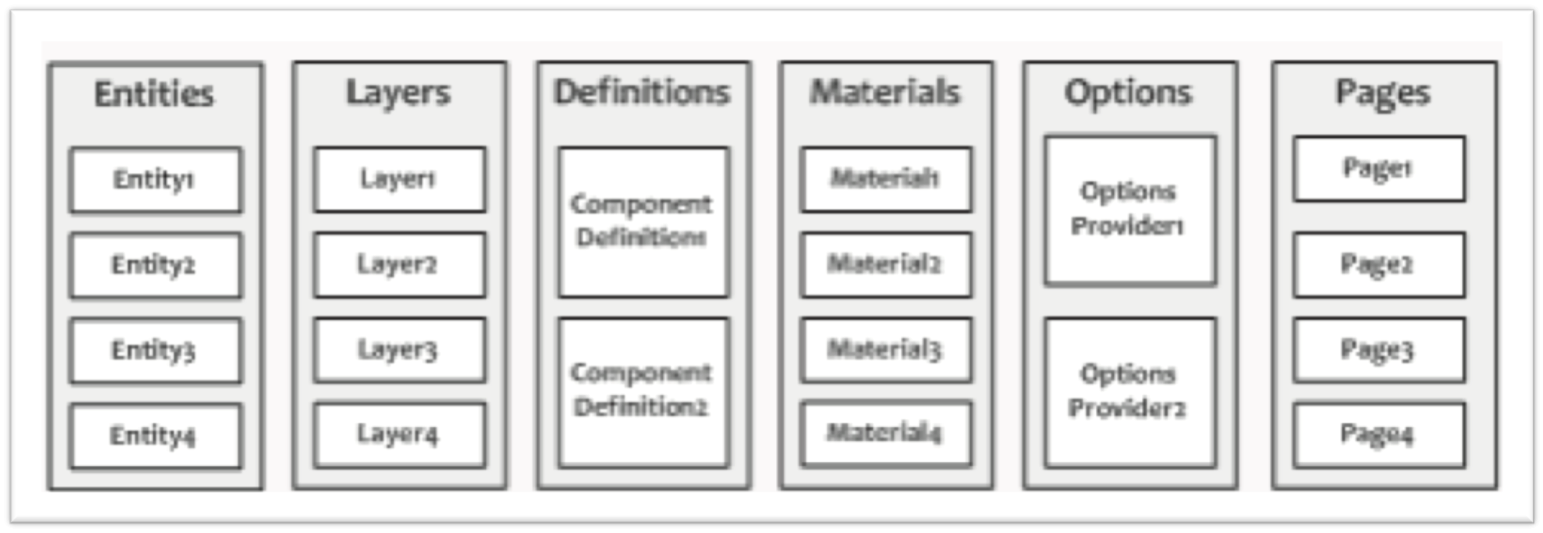 Entities
Entity1
Entity2
Entity3
Entity4
Layers
Layer1
Layer2
Layer3
Layer4
Definitions
Component
Definition1
Component
Definition2
Materials
Material1
Material2
Material3
Material4
Options
Options
Provider1
Options
Provider2
Pages
Page1
Page2
Page3
Page4